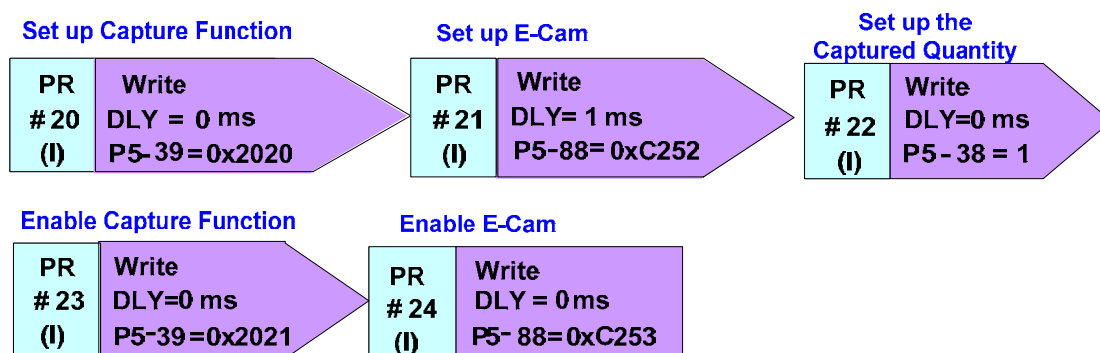 Set up Capture Function
PR
# 20
(I)
Write
DLY = 0 ms
P5-39=0x2020
Set up E-Cam
PR
# 21
(I)
Write
DLY= 1 ms
P5-88=0xC252
Set up the
Captured Quantity
PR
# 22
(I)
Write
DLY=0 ms
P5-38 = 1
Enable Capture Function
PR
# 23
(I)
Write
DLY=0 ms
P5-39=0x2021
Enable E-Cam
PR
# 24
(I)
Write
DLY = 0ms
P5-88=0xC253